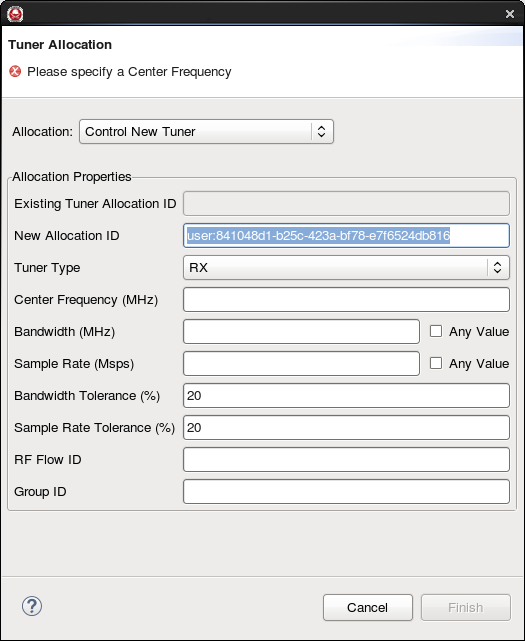 Tuner Allocation
Please specify a Center Frequency
Allocation: Control New Tuner
Allocation Properties
Existing Tuner Allocation ID
New Allocation ID user:841048d1-b25c-423a-bf78-e7f6524db816
Tuner Type RX
Center Frequency (MHz)
Bandwidth (MHz) Any Value
Sample Rate (Msps) Any Value
Bandwidth Tolerance (%) 20
Sample Rate Tolerance (%) 20
RF Flow ID
Group ID
? Cancel Finish